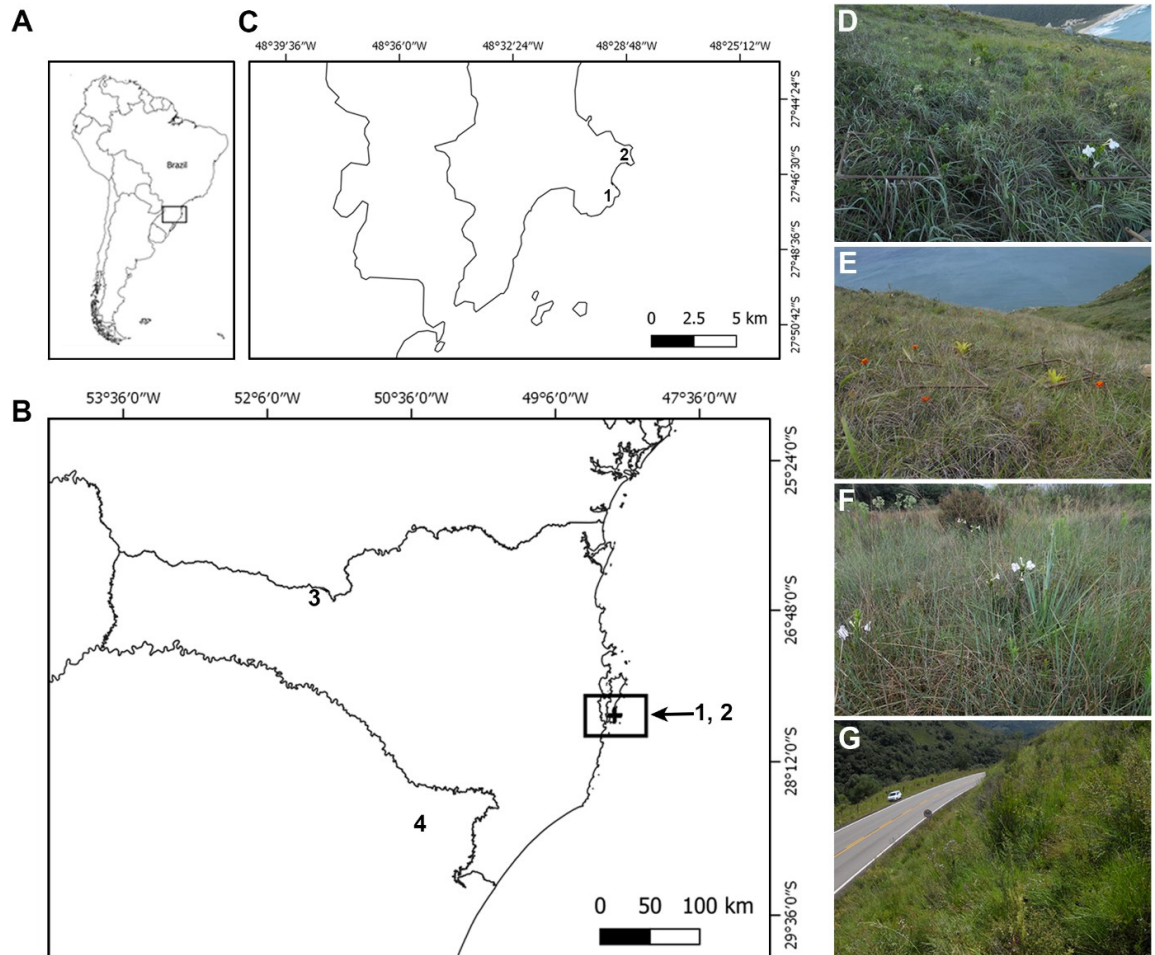 A
Brazil
C
48°39′36″W 48°36′0″W 48°32′24″W 48°28′48″W 48°25′12″W
27°44′24″S
27°46′30″S
27°48′36″S
27°50′42″S
2
1
0 2.5 5 km
B
53°36′0″W 52°6′0″W 50°36′0″W 49°6′0″W 47°36′0″W
25°24′0″S
26°48′0″S
28°12′0″S
29°36′0″S
3
1, 2
4
0 50 100 km
D
E
F
G